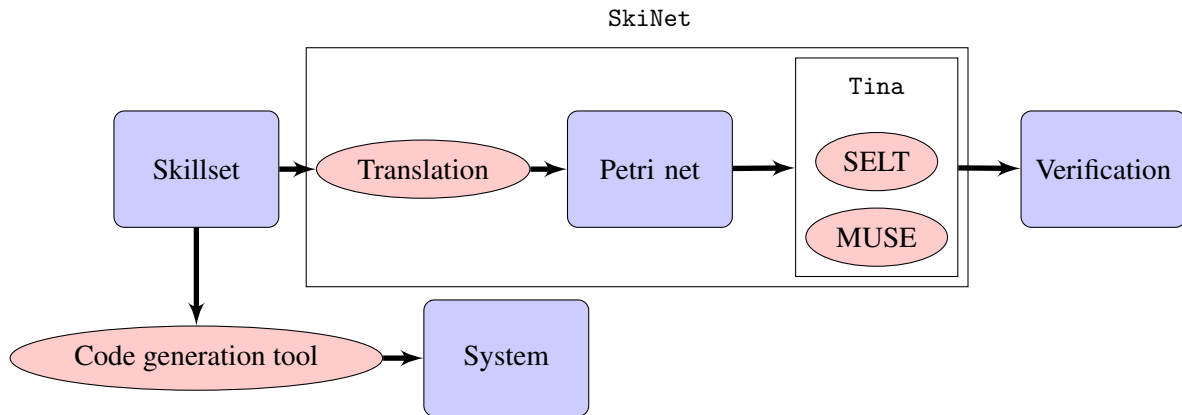 SkiNet
Tina
Skillset
Translation
Petri net
SELT
Verification
MUSE
Code generation tool
System